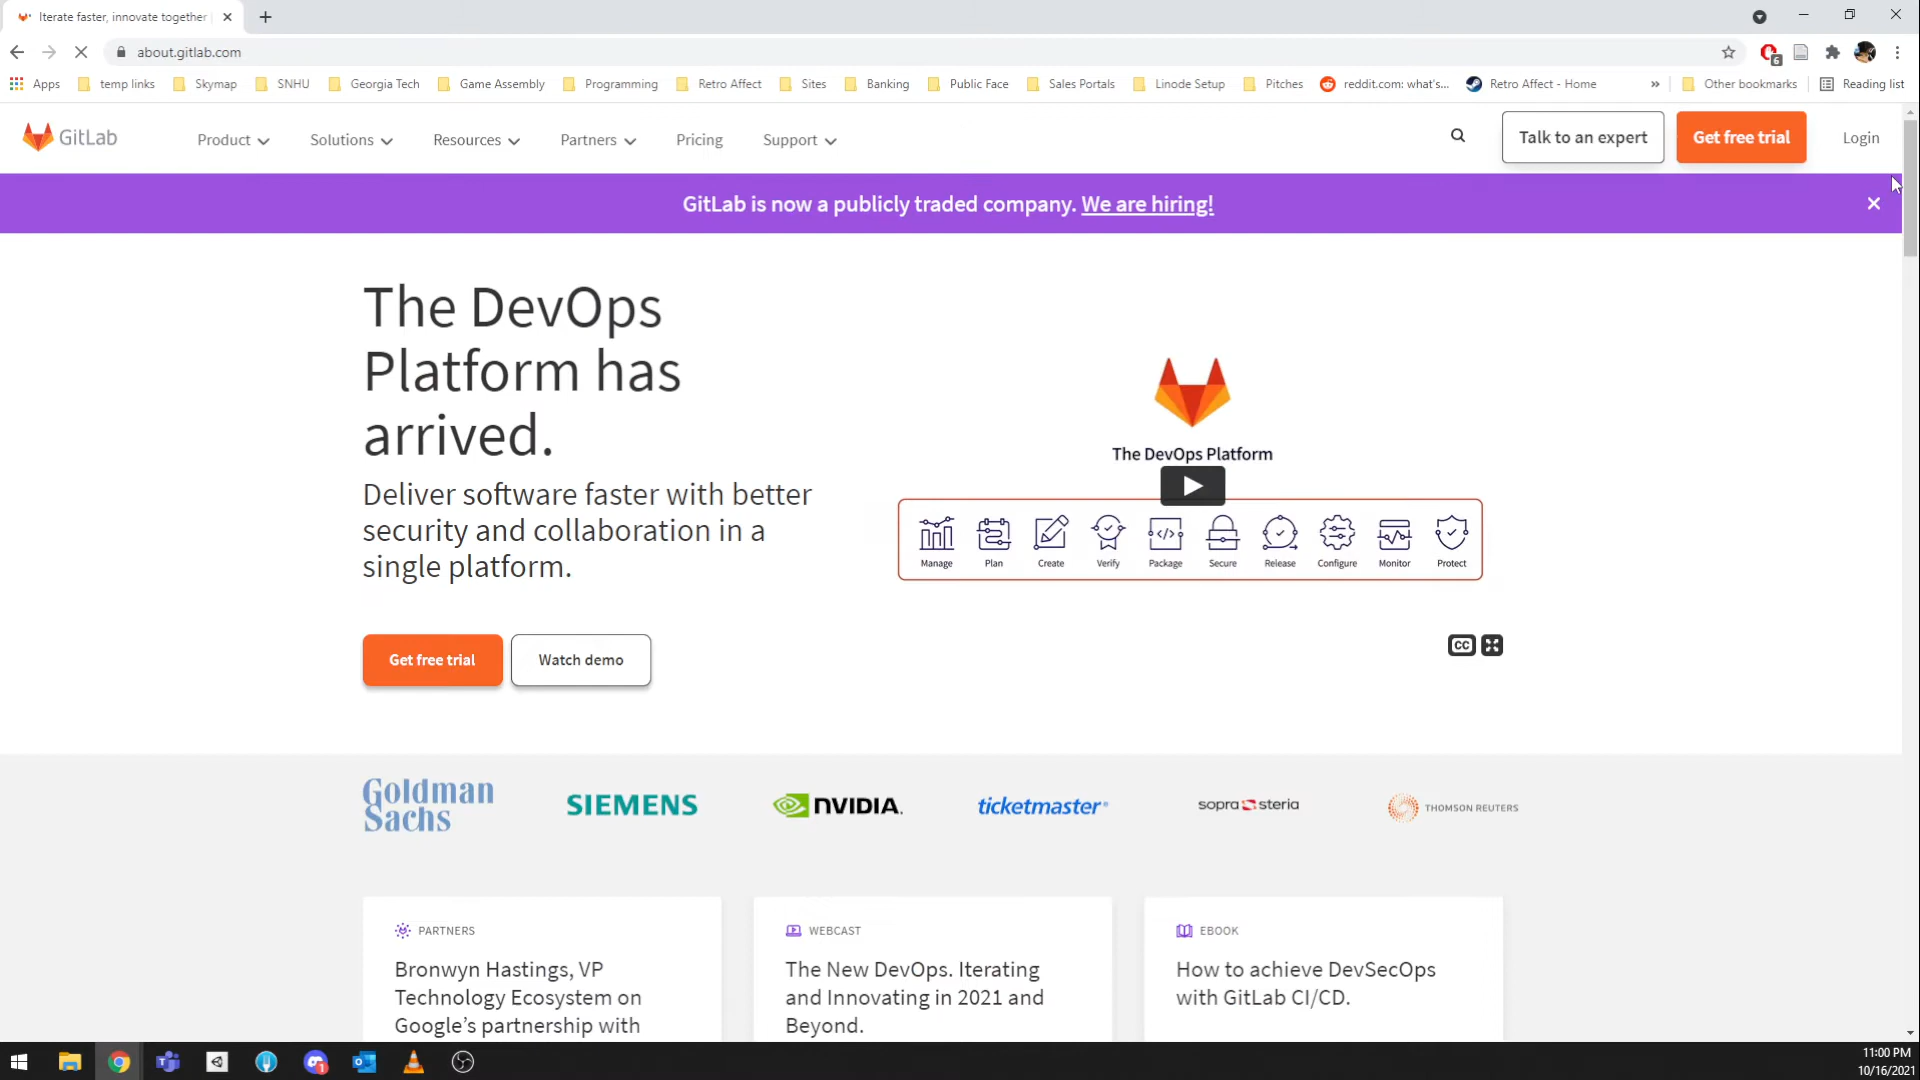 Iterate faster, innovate together
about.gitlab.com
6
Apps
temp links
Skymap
SNHU
Georgia Tech
Game Assembly
Programming
Retro Affect
Sites
Banking
Public Face
Sales Portals
Linode Setup
Pitches
reddit.com: what's...
Retro Affect - Home
»
Other bookmarks
Reading list
GitLab
Product
Solutions
Resources
Partners
Pricing
Support
Talk to an expert
Get free trial
Login
GitLab is now a publicly traded company. We are hiring!
The DevOps
Platform has
arrived.
Deliver software faster with better
security and collaboration in a
single platform.
Get free trial
Watch demo
The DevOps Platform
Manage
Plan
Create
Verify
Package
Secure
Release
Configure
Monitor
Protect
CC
Goldman
Sachs
SIEMENS
NVIDIA.
ticketmaster®
sopra steria
THOMSON REUTERS
PARTNERS
Bronwyn Hastings, VP
Technology Ecosystem on
Google's partnership with
WEBCAST
The New DevOps. Iterating
and Innovating in 2021 and
Beyond.
EBOOK
How to achieve DevSecOps
with GitLab CI/CD.
1
11:00 PM
10/16/2021